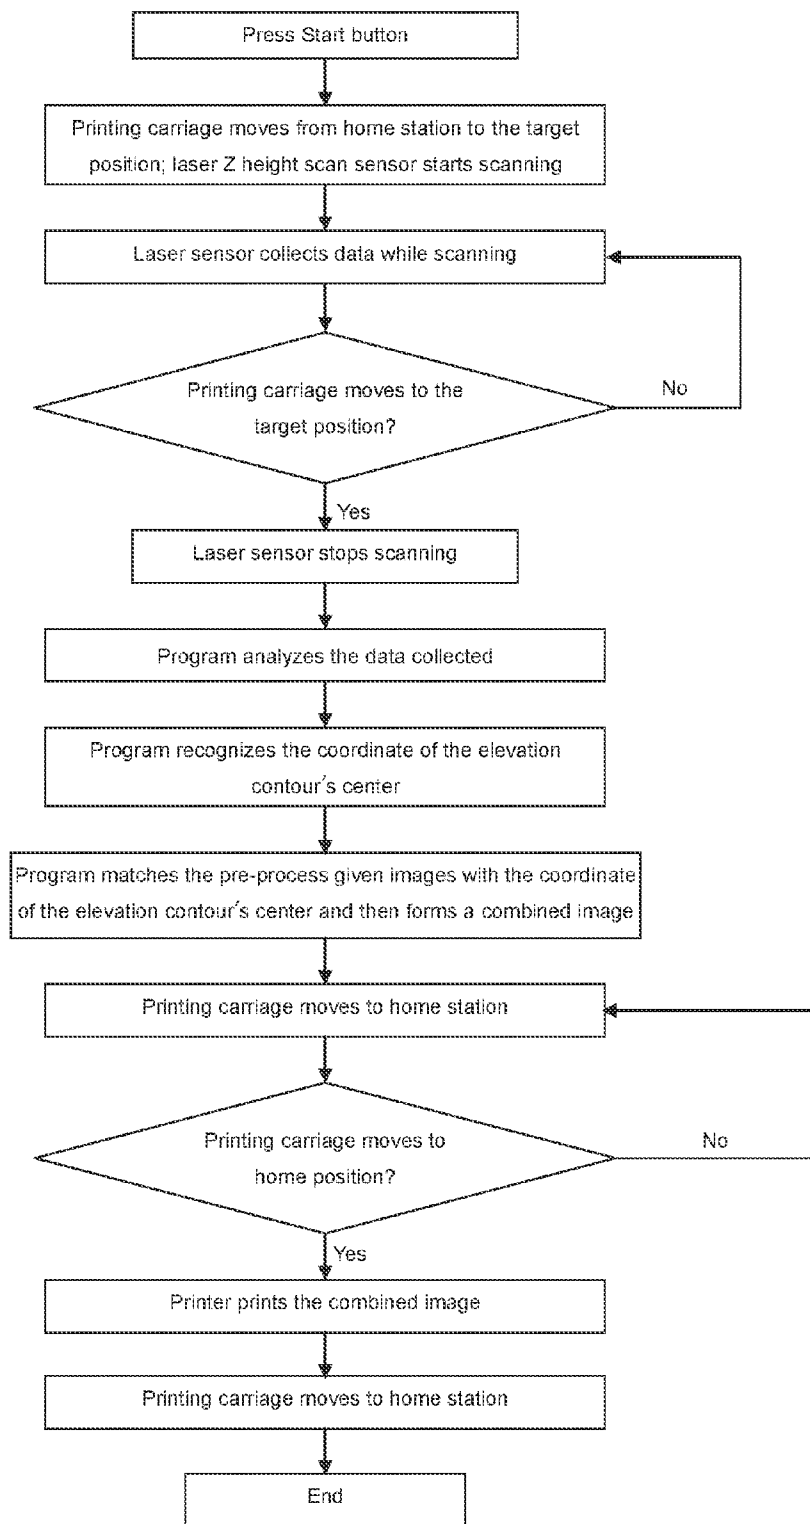 Press Start button
Printing carriage moves from home station to the target
position; laser Z height scan sensor starts scanning
Laser sensor collects data while scanning
Printing carriage moves to the
target position?
No
Yes
Laser sensor stops scanning
Program analyzes the data collected
Program recognizes the coordinate of the elevation
contour's center
Program matches the pre-process given images with the coordinate
of the elevation contour's center and then forms a combined image
Printing carriage moves to home station
Printing carriage moves to
home position?
No
Yes
Printer prints the combined image
Printing carriage moves to home station
End